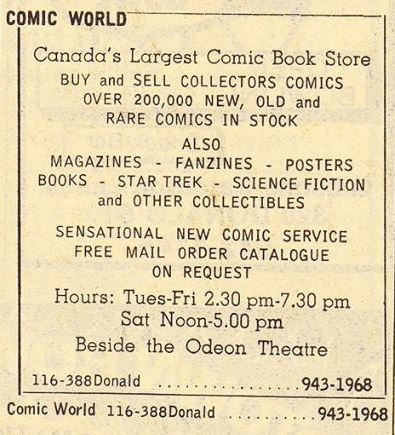 COMIC WORLD
Canada's Largest Comic Book Store
BUY and SELL COLLECTORS COMICS
OVER 200,000 NEW, OLD and
RARE COMICS IN STOCK
ALSO
MAGAZINES - FANZINES - POSTERS
BOOKS - STAR TREK - SCIENCE FICTION
and OTHER COLLECTIBLES
SENSATIONAL NEW COMIC SERVICE
FREE MAIL ORDER CATALOGUE
ON REQUEST
Hours: Tues-Fri 2.30 pm-7.30 pm
Sat Noon-5.00 pm
Beside the Odeon Theatre
116-388Donald ...............943-1968
Comic World 116-388Donald ............943-1968